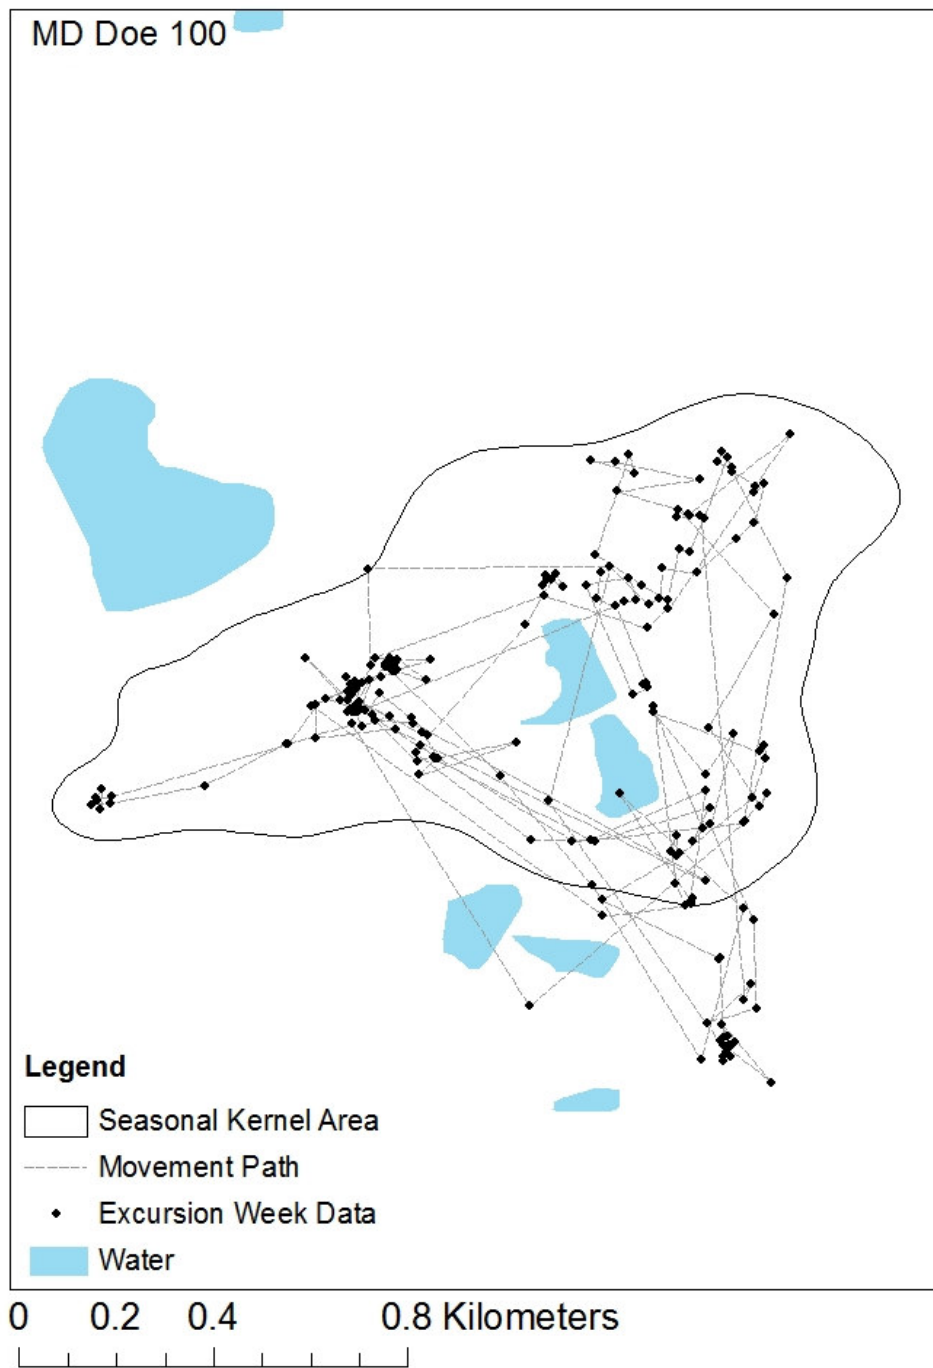 MD Doe 100
Legend
Seasonal Kernel Area
Movement Path
Excursion Week Data
Water
0 0.2 0.4 0.8 Kilometers